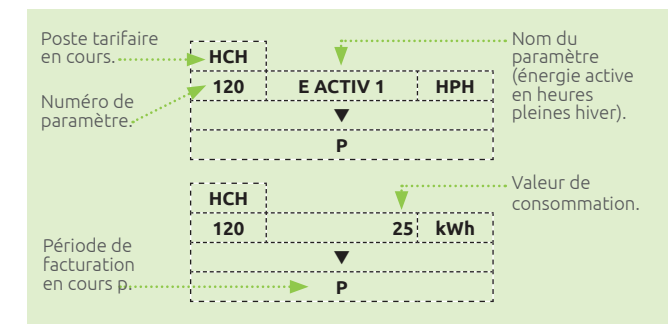 Poste tarifaire
en cours.
HCH
Numéro de
paramètre.
120 E ACTIV 1 HPH
▼
P
Nom du
paramètre
(énergie active
en heures
pleines hiver).
HCH
120 25 kWh
▼
P
Valeur de
consommation.
Période de
facturation
en cours p.